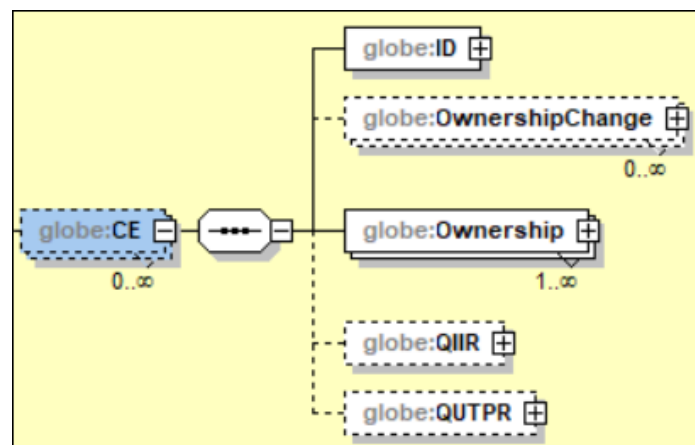 globe:ID
globe:OwnershipChange
0..∞
globe:CE
0..∞
globe:Ownership
1..∞
globe:QIIR
globe:QUTPR